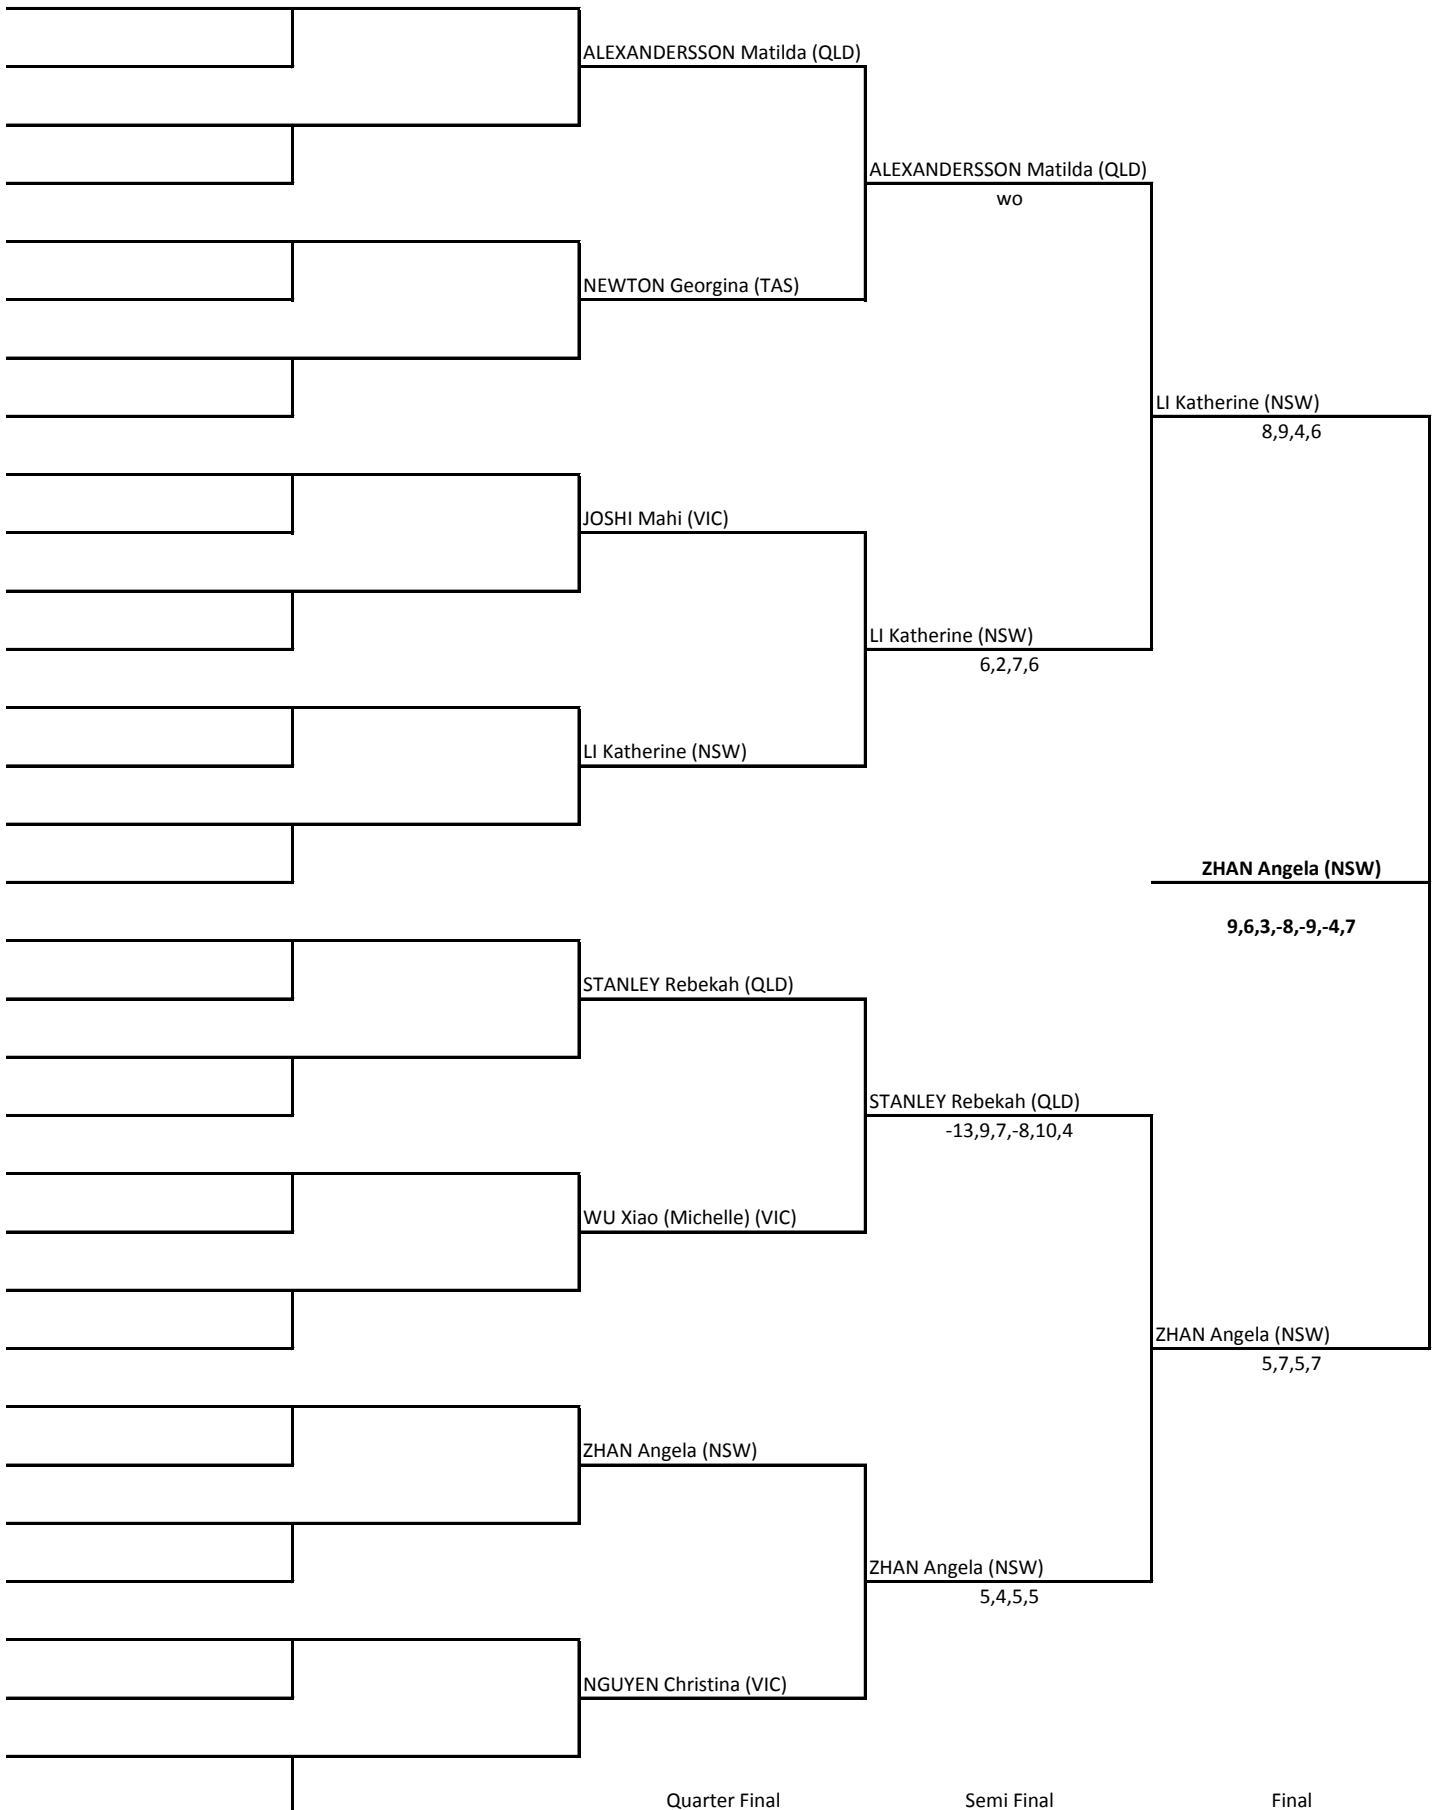 ALEXANDERSSON Matilda (QLD)
ALEXANDERSSON Matilda (QLD)
wo
NEWTON Georgina (TAS)
LI Katherine (NSW)
8,9,4,6
JOSHI Mahi (VIC)
LI Katherine (NSW)
6,2,7,6
LI Katherine (NSW)
ZHAN Angela (NSW)
9,6,3,-8,-9,-4,7
STANLEY Rebekah (QLD)
STANLEY Rebekah (QLD)
-13,9,7,-8,10,4
WU Xiao (Michelle) (VIC)
ZHAN Angela (NSW)
5,7,5,7
ZHAN Angela (NSW)
ZHAN Angela (NSW)
5,4,5,5
NGUYEN Christina (VIC)
Quarter Final Semi Final Final